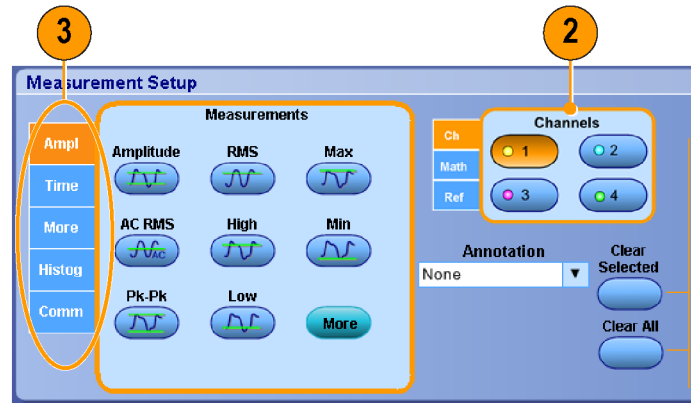 3
2
Measurement Setup
Measurements
Channels
Ampl
Time
More
Histog
Comm
Amplitude
RMS
Max
AC RMS
High
Min
AC
Pk-Pk
Low
More
Ch
Math
Ref
1
2
3
4
Annotation
None
Clear
Selected
Clear All